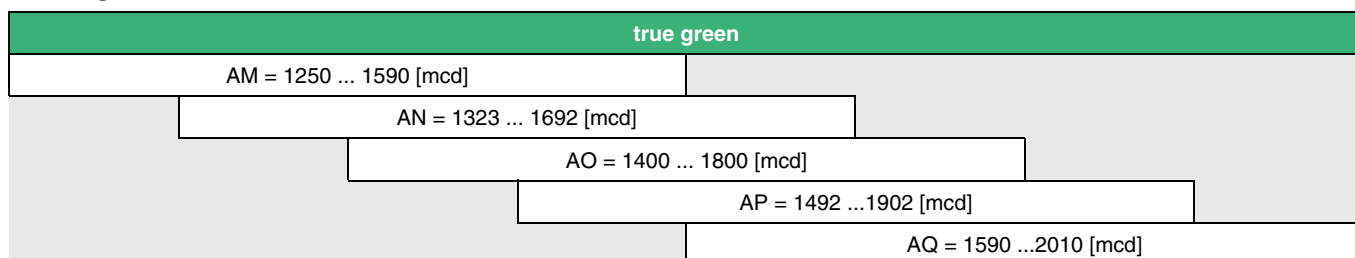 true green
AM = 1250 ... 1590 [mcd]
AN = 1323 ... 1692 [mcd]
AO = 1400 ... 1800 [mcd]
AP = 1492 ...1902 [mcd]
AQ = 1590 ...2010 [mcd]